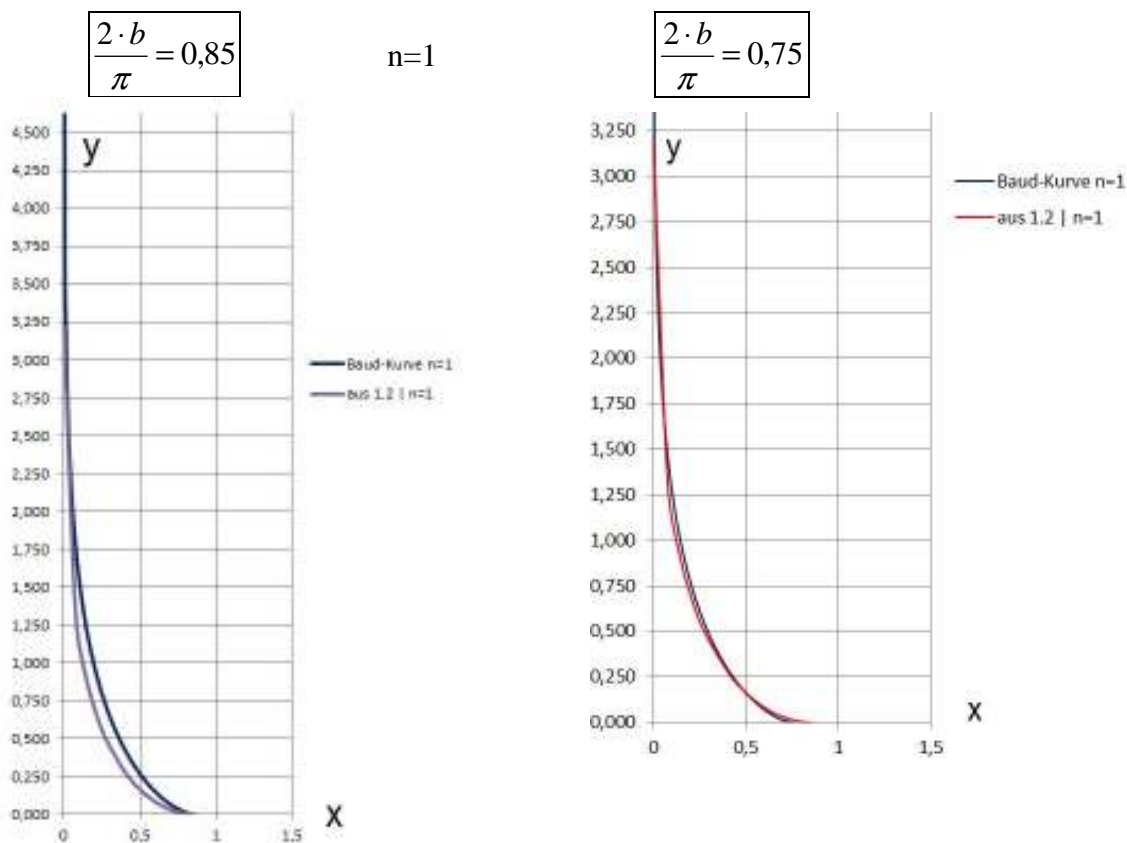 2·b/π = 0,85
n=1
2·b/π = 0,75
4,500
4,250
4,000
3,750
3,500
3,250
3,000
2,750
2,500
2,250
2,000
1,750
1,500
1,250
1,000
0,750
0,500
0,250
0,000
y
0 0,5 1 1,5
x
Baud-Kurve n=1
aus 1.2 | n=1
3,250
3,000
2,750
2,500
2,250
2,000
1,750
1,500
1,250
1,000
0,750
0,500
0,250
0,000
y
0 0,5 1 1,5
x
Baud-Kurve n=1
aus 1.2 | n=1